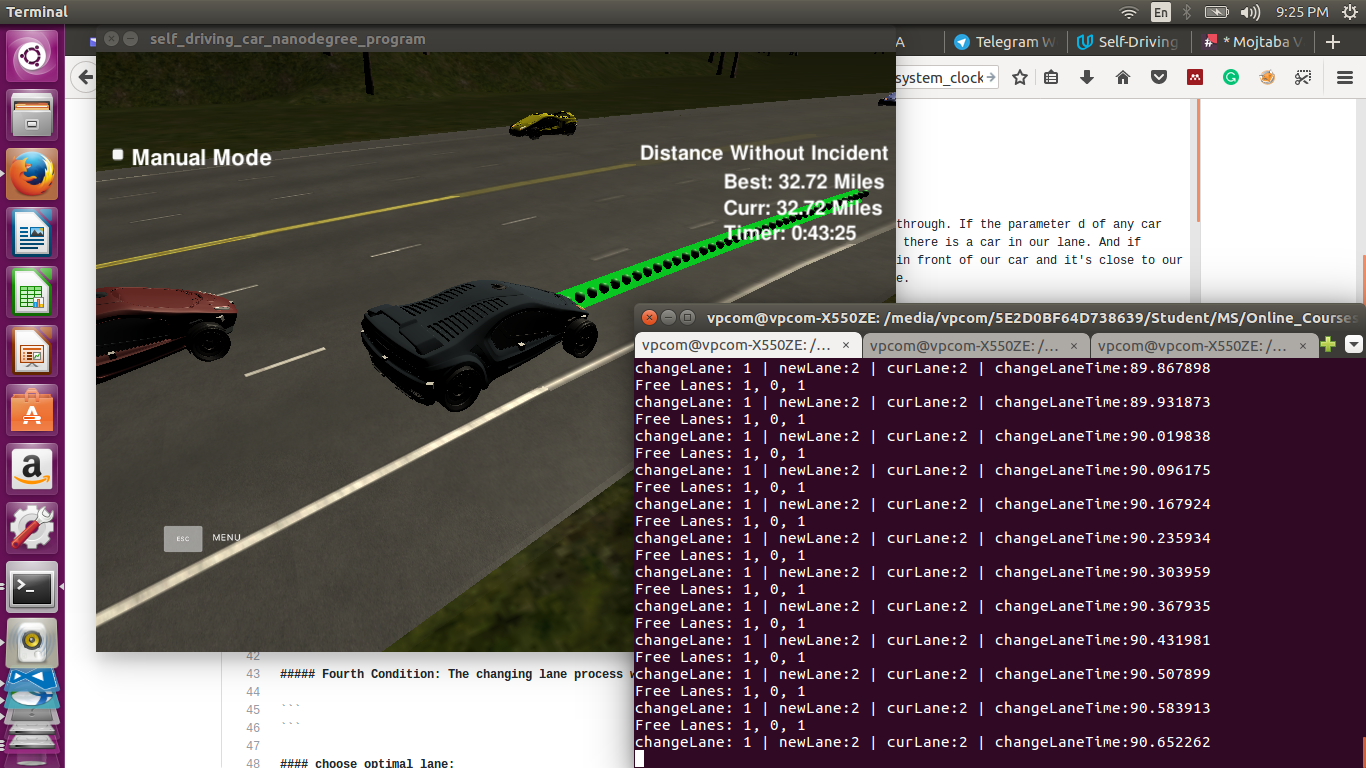 Terminal
En
9:25 PM
self_driving_car_nanodegree_program
A
Telegram W
Self-Driving
* Mojtaba V
system_clock
Manual Mode
Distance Without Incident
Best: 32.72 Miles
Curr: 32.72 Miles
Timer: 0:43:25
ESC
MENU
through. If the parameter d of any car
there is a car in our lane. And if
in front of our car and it's close to our
e.
vpcom@vpcom-X550ZE: /media/vpcom/5E2D0BF64D738639/Student/MS/Online_Courses
vpcom@vpcom-X550ZE: /... ×
vpcom@vpcom-X550ZE: /... ×
vpcom@vpcom-X550ZE: /... ×
changeLane: 1 | newLane:2 | curLane:2 | changeLaneTime:89.867898
Free Lanes: 1, 0, 1
changeLane: 1 | newLane:2 | curLane:2 | changeLaneTime:89.931873
Free Lanes: 1, 0, 1
changeLane: 1 | newLane:2 | curLane:2 | changeLaneTime:90.019838
Free Lanes: 1, 0, 1
changeLane: 1 | newLane:2 | curLane:2 | changeLaneTime:90.096175
Free Lanes: 1, 0, 1
changeLane: 1 | newLane:2 | curLane:2 | changeLaneTime:90.167924
Free Lanes: 1, 0, 1
changeLane: 1 | newLane:2 | curLane:2 | changeLaneTime:90.235934
Free Lanes: 1, 0, 1
changeLane: 1 | newLane:2 | curLane:2 | changeLaneTime:90.303959
Free Lanes: 1, 0, 1
changeLane: 1 | newLane:2 | curLane:2 | changeLaneTime:90.367935
Free Lanes: 1, 0, 1
changeLane: 1 | newLane:2 | curLane:2 | changeLaneTime:90.431981
Free Lanes: 1, 0, 1
changeLane: 1 | newLane:2 | curLane:2 | changeLaneTime:90.507899
Free Lanes: 1, 0, 1
changeLane: 1 | newLane:2 | curLane:2 | changeLaneTime:90.583913
Free Lanes: 1, 0, 1
changeLane: 1 | newLane:2 | curLane:2 | changeLaneTime:90.652262
42
43 ##### Fourth Condition: The changing lane process w
44
45 ```
46 ```
47
48 #### choose optimal lane: